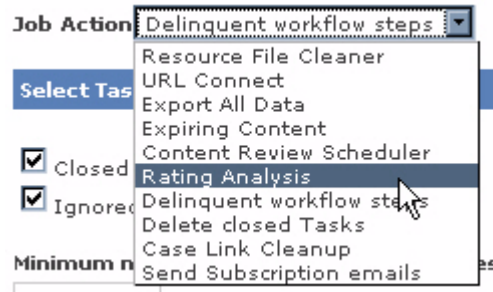 Job Action Delinquent workflow steps
Resource File Cleaner
URL Connect
Select Tas
Export All Data
Expiring Content
Content Review Scheduler
Closed
Rating Analysis
Ignored
Delinquent workflow steps
Delete closed Tasks
Case Link Cleanup
Minimum n
Send Subscription emails